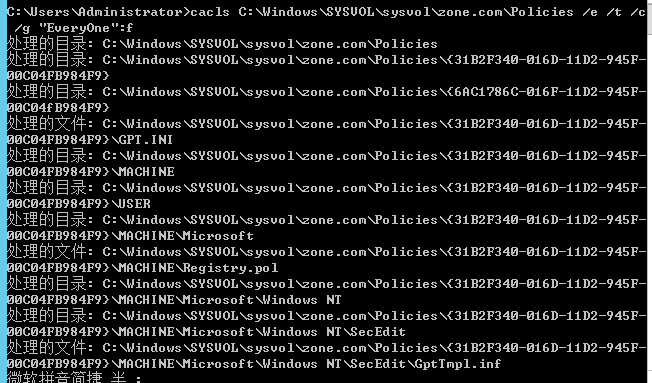 C:\Users\Administrator>cacls C:\Windows\SYSVOL\sysvol\zone.com\Policies /e /t /c
 /g "EveryOne":f
处理的目录: C:\Windows\SYSVOL\sysvol\zone.com\Policies
处理的目录: C:\Windows\SYSVOL\sysvol\zone.com\Policies\{31B2F340-016D-11D2-945F-
00C04FB984F9}
处理的目录: C:\Windows\SYSVOL\sysvol\zone.com\Policies\{6AC1786C-016F-11D2-945F-
00C04fB984F9}
处理的文件: C:\Windows\SYSVOL\sysvol\zone.com\Policies\{31B2F340-016D-11D2-945F-
00C04FB984F9}\GPT.INI
处理的目录: C:\Windows\SYSVOL\sysvol\zone.com\Policies\{31B2F340-016D-11D2-945F-
00C04FB984F9}\MACHINE
处理的目录: C:\Windows\SYSVOL\sysvol\zone.com\Policies\{31B2F340-016D-11D2-945F-
00C04FB984F9}\USER
处理的目录: C:\Windows\SYSVOL\sysvol\zone.com\Policies\{31B2F340-016D-11D2-945F-
00C04FB984F9}\MACHINE\Microsoft
处理的文件: C:\Windows\SYSVOL\sysvol\zone.com\Policies\{31B2F340-016D-11D2-945F-
00C04FB984F9}\MACHINE\Registry.pol
处理的目录: C:\Windows\SYSVOL\sysvol\zone.com\Policies\{31B2F340-016D-11D2-945F-
00C04FB984F9}\MACHINE\Microsoft\Windows NT
处理的目录: C:\Windows\SYSVOL\sysvol\zone.com\Policies\{31B2F340-016D-11D2-945F-
00C04FB984F9}\MACHINE\Microsoft\Windows NT\SecEdit
处理的文件: C:\Windows\SYSVOL\sysvol\zone.com\Policies\{31B2F340-016D-11D2-945F-
00C04FB984F9}\MACHINE\Microsoft\Windows NT\SecEdit\GptTmpl.inf
微软拼音简捷 半 :